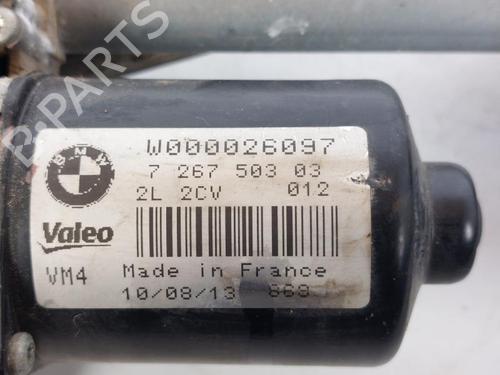 B-PARTS
BMW
W000026097
7 267 503 03
2L 2CV 012
Valeo
VM4 Made in France
10/08/13 868